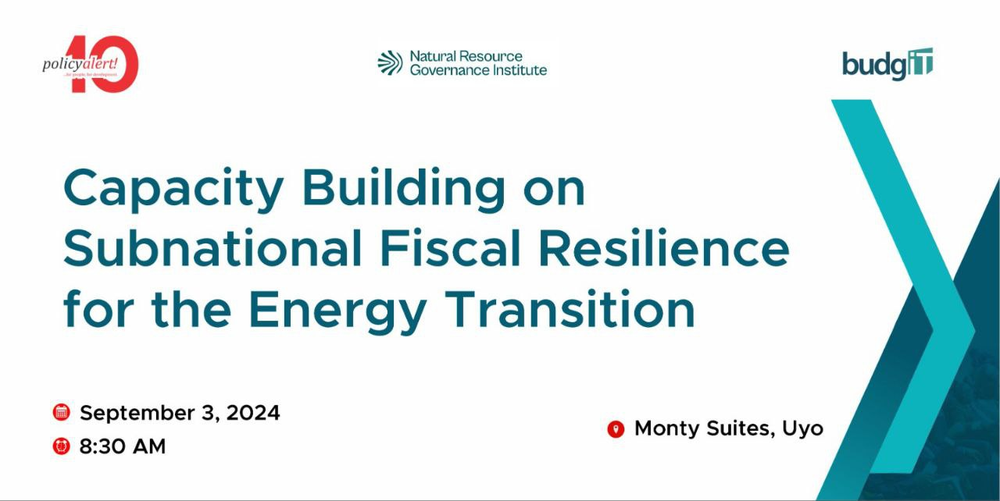 policyalert!
10
...for people, for development.
Natural Resource
Governance Institute
budgIT
Capacity Building on
Subnational Fiscal Resilience
for the Energy Transition
September 3, 2024
8:30 AM
Monty Suites, Uyo